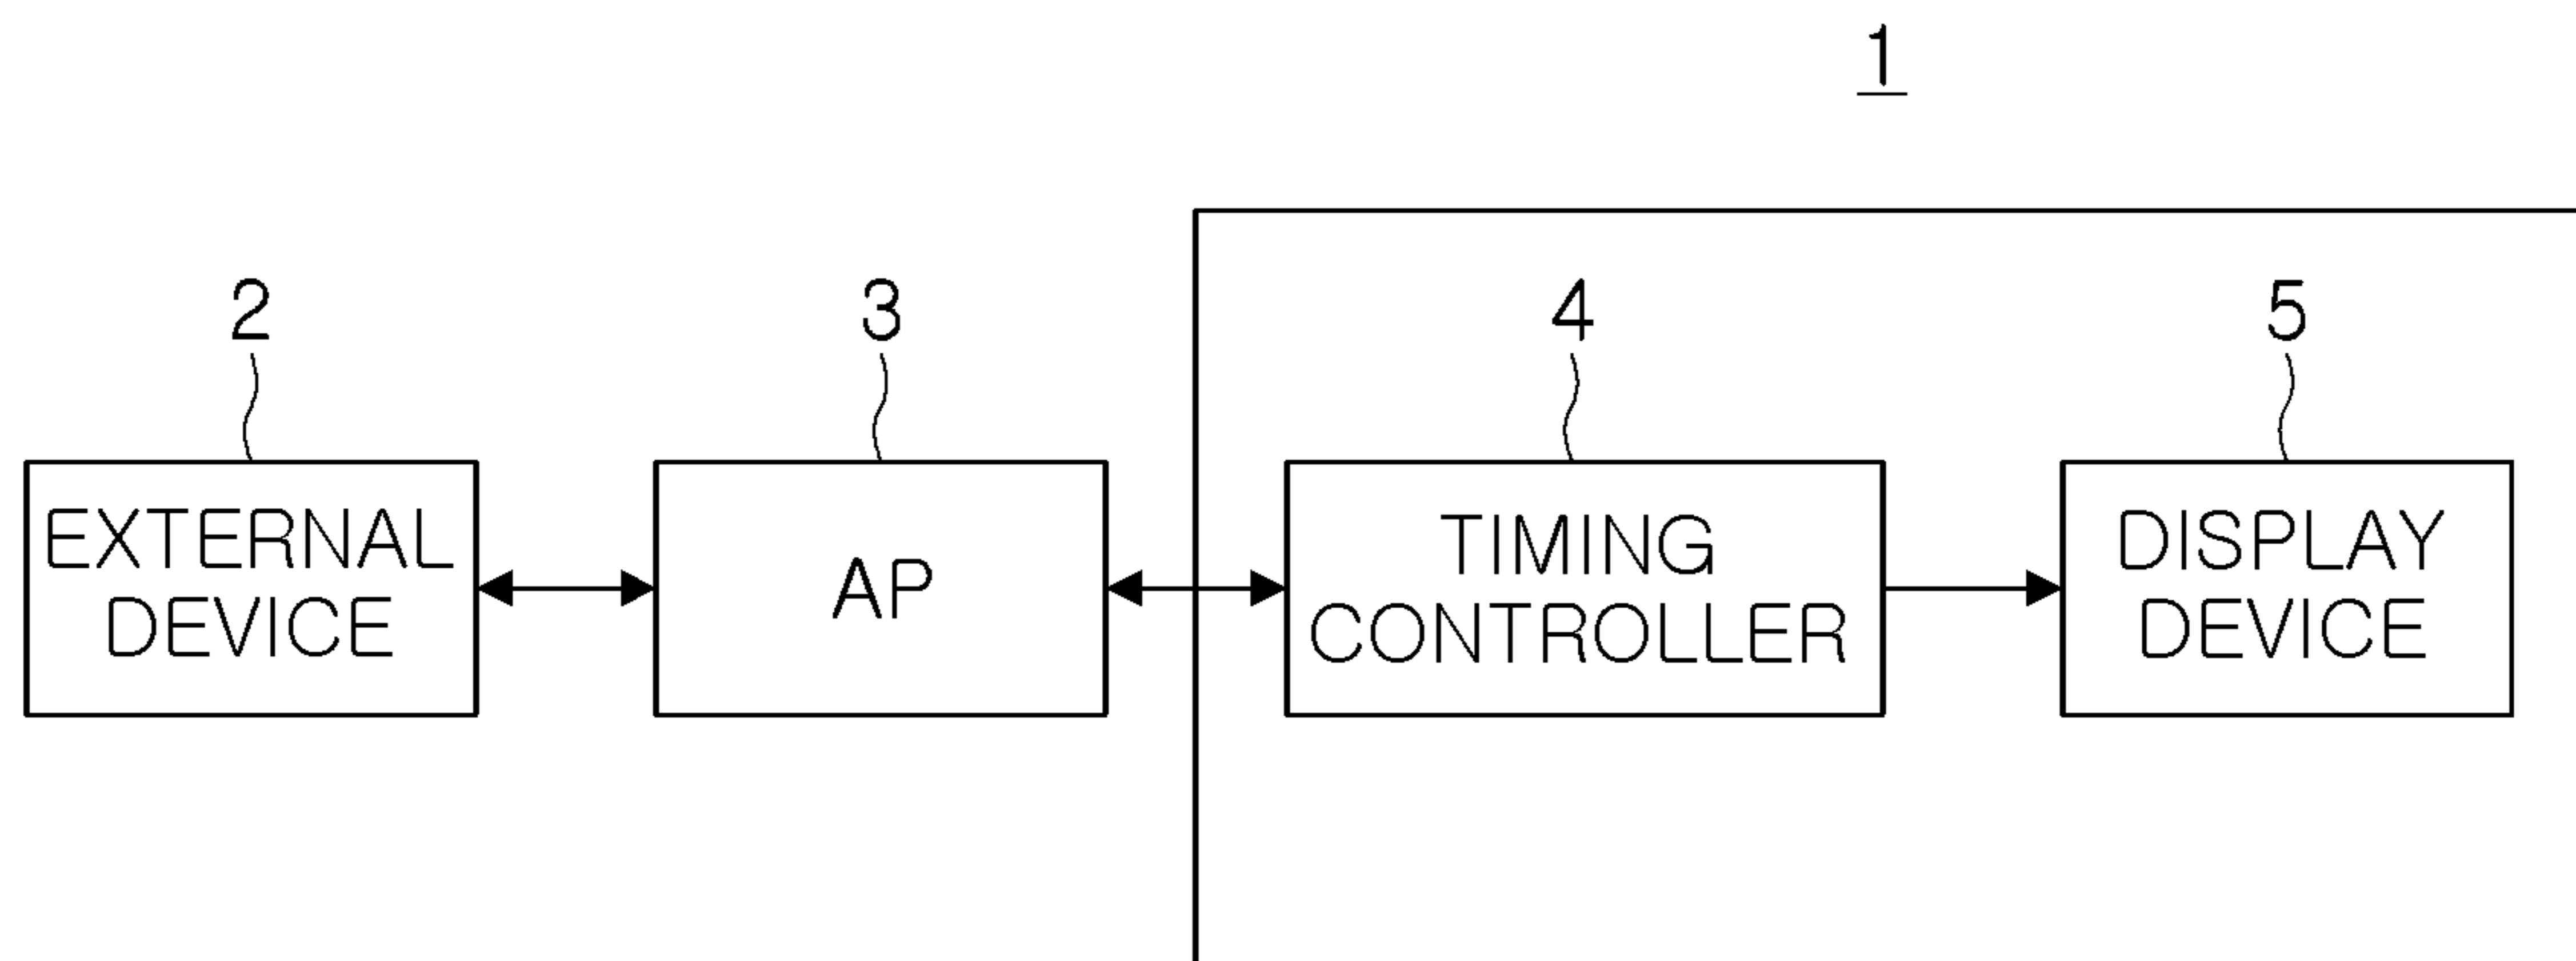 1
2
3
4
5
EXTERNAL
DEVICE
AP
TIMING
CONTROLLER
DISPLAY
DEVICE